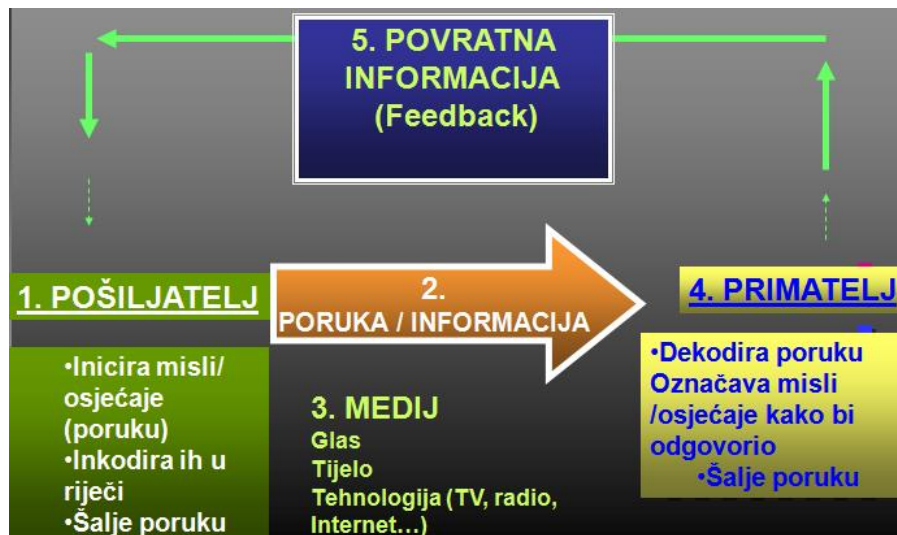 5. POVRATNA
INFORMACIJA
(Feedback)
1. POŠILJATELJ
2.
PORUKA / INFORMACIJA
4. PRIMATELJ
•Inicira misli/
osjećaje
(poruku)
•Inkodira ih u
riječi
•Šalje poruku
3. MEDIJ
Glas
Tijelo
Tehnologija (TV, radio,
Internet...)
•Dekodira poruku
Označava misli
/osjećaje kako bi
odgovorio
•Šalje poruku